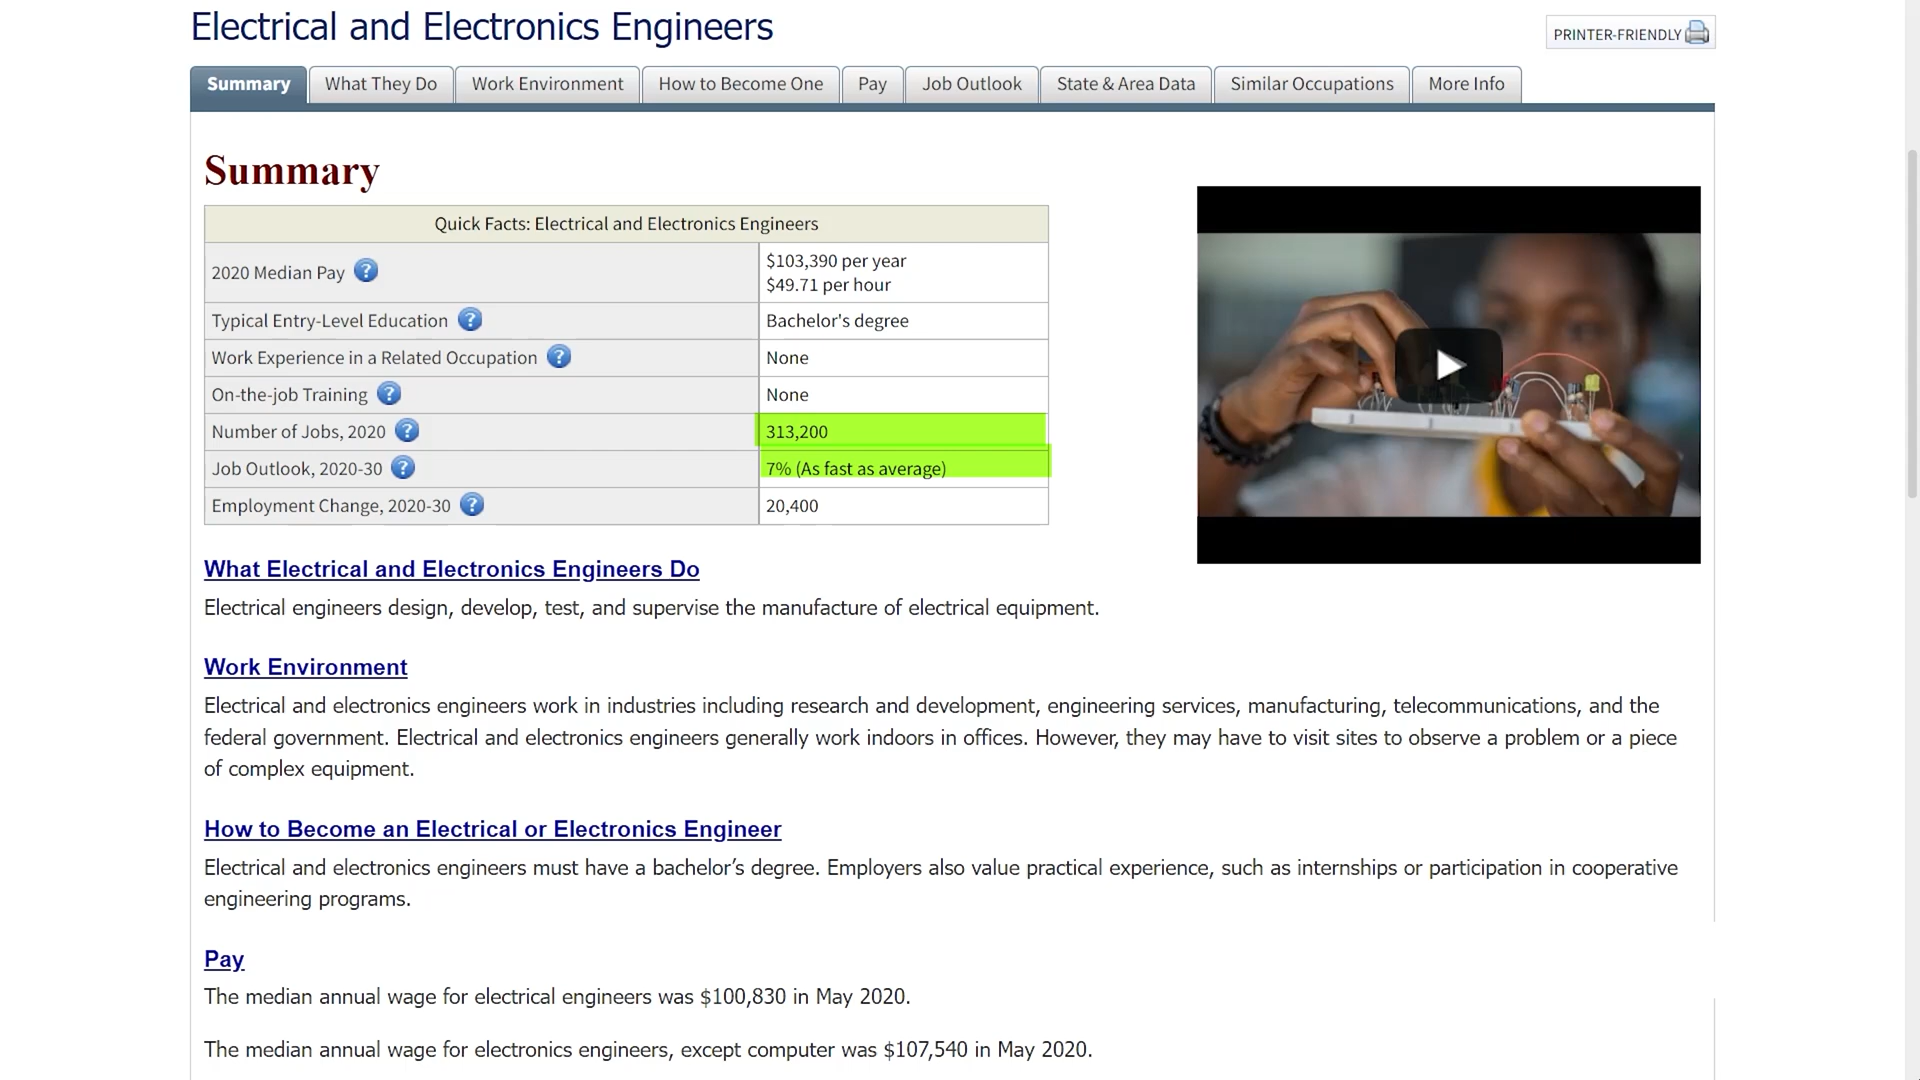 Electrical and Electronics Engineers
PRINTER-FRIENDLY
Summary
What They Do
Work Environment
How to Become One
Pay
Job Outlook
State & Area Data
Similar Occupations
More Info
Summary
Quick Facts: Electrical and Electronics Engineers
2020 Median Pay ?
$103,390 per year
$49.71 per hour
Typical Entry-Level Education ?
Bachelor's degree
Work Experience in a Related Occupation ?
None
On-the-job Training ?
None
Number of Jobs, 2020 ?
313,200
Job Outlook, 2020-30 ?
7% (As fast as average)
Employment Change, 2020-30 ?
20,400
What Electrical and Electronics Engineers Do
Electrical engineers design, develop, test, and supervise the manufacture of electrical equipment.
Work Environment
Electrical and electronics engineers work in industries including research and development, engineering services, manufacturing, telecommunications, and the
federal government. Electrical and electronics engineers generally work indoors in offices. However, they may have to visit sites to observe a problem or a piece
of complex equipment.
How to Become an Electrical or Electronics Engineer
Electrical and electronics engineers must have a bachelor’s degree. Employers also value practical experience, such as internships or participation in cooperative
engineering programs.
Pay
The median annual wage for electrical engineers was $100,830 in May 2020.
The median annual wage for electronics engineers, except computer was $107,540 in May 2020.